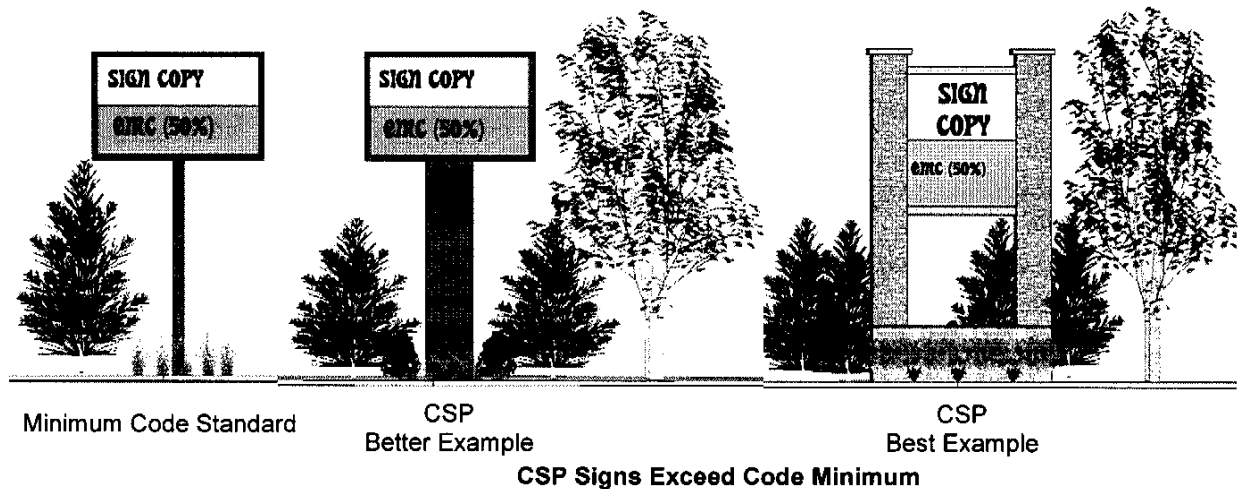 SIGN COPY
emc (50%)
SIGN COPY
emc (50%)
SIGN
COPY
emc (50%)
Minimum Code Standard
CSP
Better Example
CSP
Best Example
CSP Signs Exceed Code Minimum